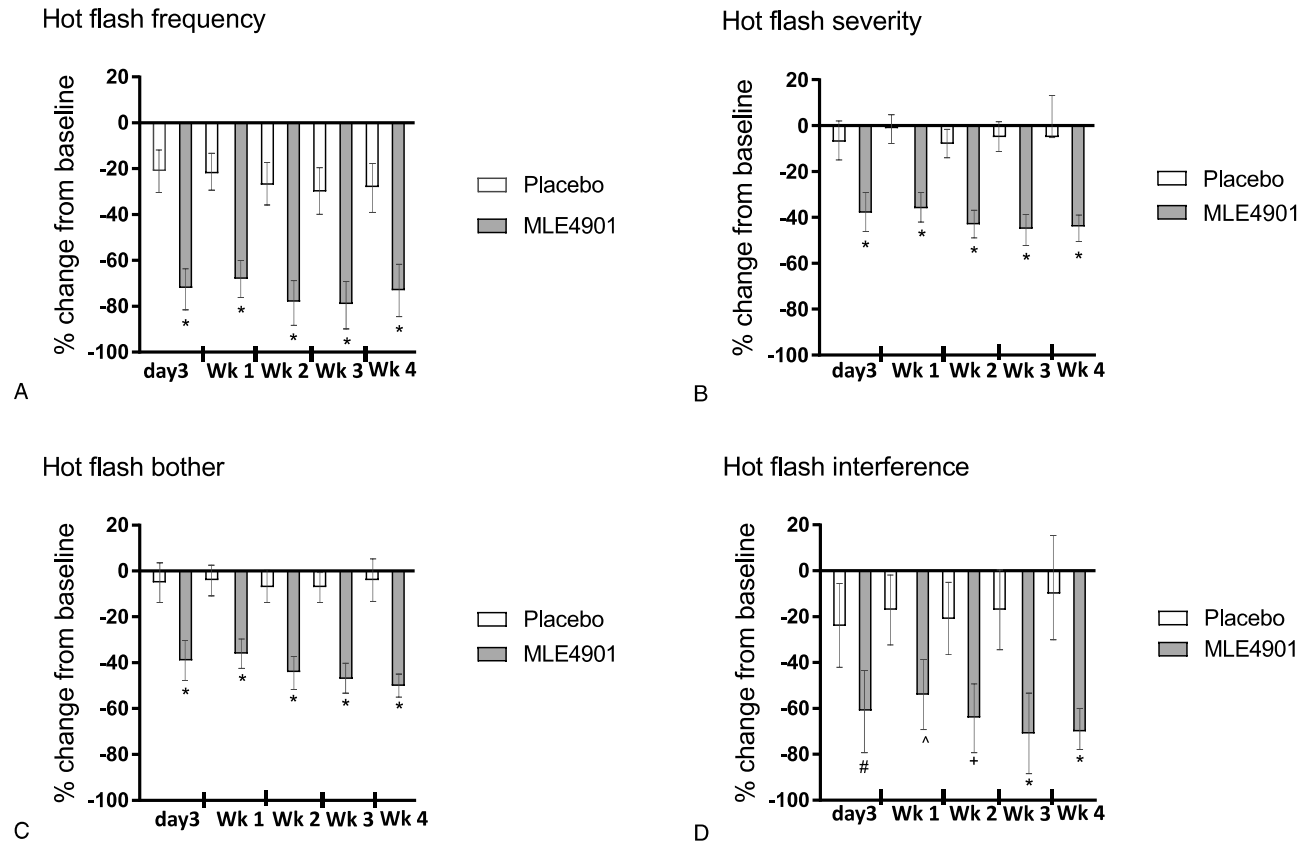 Hot flash frequency
% change from baseline
20
0
-20
-40
-60
-80
-100
* * * * *
day3 Wk 1 Wk 2 Wk 3 Wk 4
Placebo
MLE4901
A
Hot flash severity
% change from baseline
20
0
-20
-40
-60
-80
-100
* * * * *
day3 Wk 1 Wk 2 Wk 3 Wk 4
Placebo
MLE4901
B
Hot flash bother
% change from baseline
20
0
-20
-40
-60
-80
-100
* * * * *
day3 Wk 1 Wk 2 Wk 3 Wk 4
Placebo
MLE4901
C
Hot flash interference
% change from baseline
20
0
-20
-40
-60
-80
-100
# ^ + * *
day3 Wk 1 Wk 2 Wk 3 Wk 4
Placebo
MLE4901
D